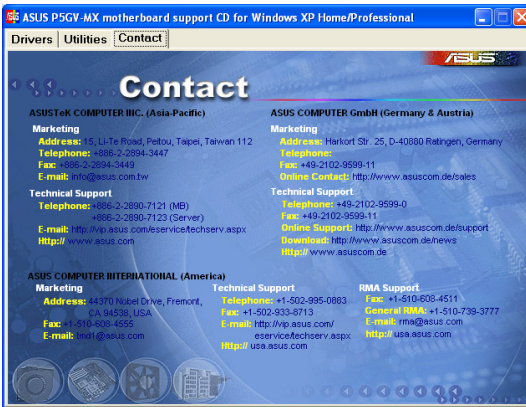 ASUS P5GV-MX motherboard support CD for Windows XP Home/Professional
Drivers Utilities Contact
ASUS
Contact
ASUSTeK COMPUTER INC. (Asia-Pacific)
Marketing
Address: 15, Li-Te Road, Peitou, Taipei, Taiwan 112
Telephone: +886-2-2894-3447
Fax: +886-2-2894-3449
E-mail: info@asus.com.tw
Technical Support
Telephone: +886-2-2890-7121 (MB)
+886-2-2890-7123 (Server)
E-mail: http://vip.asus.com/eservice/techserv.aspx
Http:// www.asus.com
ASUS COMPUTER GmbH (Germany & Austria)
Marketing
Address: Harkort Str. 25, D-40880 Ratingen, Germany
Telephone:
Fax: +49-2102-9599-11
Online Contact: http://www.asuscom.de/sales
Technical Support
Telephone: +49-2102-9599-0
Fax: +49-2102-9599-11
Online Support: http://www.asuscom.de/support
Download: http://www.asuscom.de/news
Http:// www.asuscom.de
ASUS COMPUTER INTERNATIONAL (America)
Marketing
Address: 44370 Nobel Drive, Fremont,
CA 94538, USA
Fax: +1-510-608-4555
E-mail: tmd1@asus.com
Technical Support
Telephone: +1-502-995-0883
Fax: +1-502-933-8713
E-mail: http://vip.asus.com/
eservice/techserv.aspx
Http:// usa.asus.com
RMA Support
Fax: +1-510-608-4511
General RMA: +1-510-739-3777
E-mail: rma@asus.com
http:// usa.asus.com